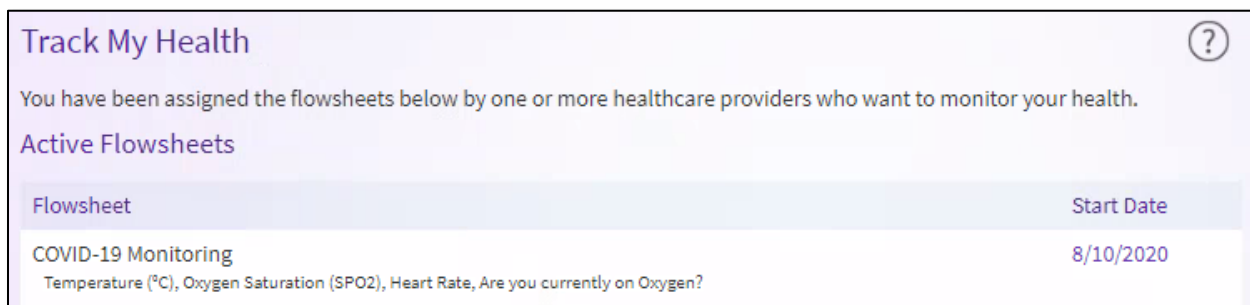 Track My Health
?
You have been assigned the flowsheets below by one or more healthcare providers who want to monitor your health.
Active Flowsheets
Flowsheet Start Date
COVID-19 Monitoring 8/10/2020
Temperature (ºC), Oxygen Saturation (SPO2), Heart Rate, Are you currently on Oxygen?